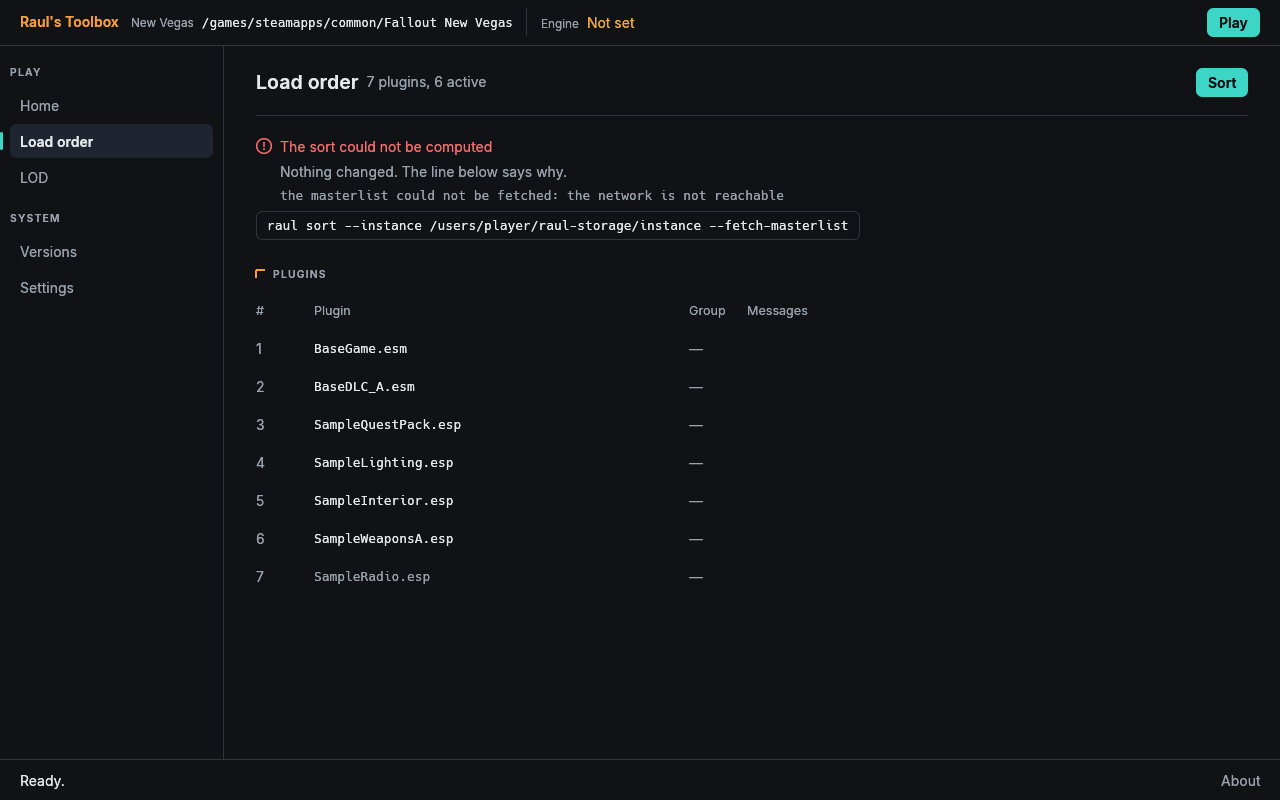 Raul's Toolbox New Vegas /games/steamapps/common/Fallout New Vegas Engine Not set Play
PLAY
Home
Load order
LOD
SYSTEM
Versions
Settings
Load order 7 plugins, 6 active Sort
The sort could not be computed
Nothing changed. The line below says why.
the masterlist could not be fetched: the network is not reachable
raul sort --instance /users/player/raul-storage/instance --fetch-masterlist
PLUGINS
# Plugin Group Messages
1 BaseGame.esm —
2 BaseDLC_A.esm —
3 SampleQuestPack.esp —
4 SampleLighting.esp —
5 SampleInterior.esp —
6 SampleWeaponsA.esp —
7 SampleRadio.esp —
Ready. About